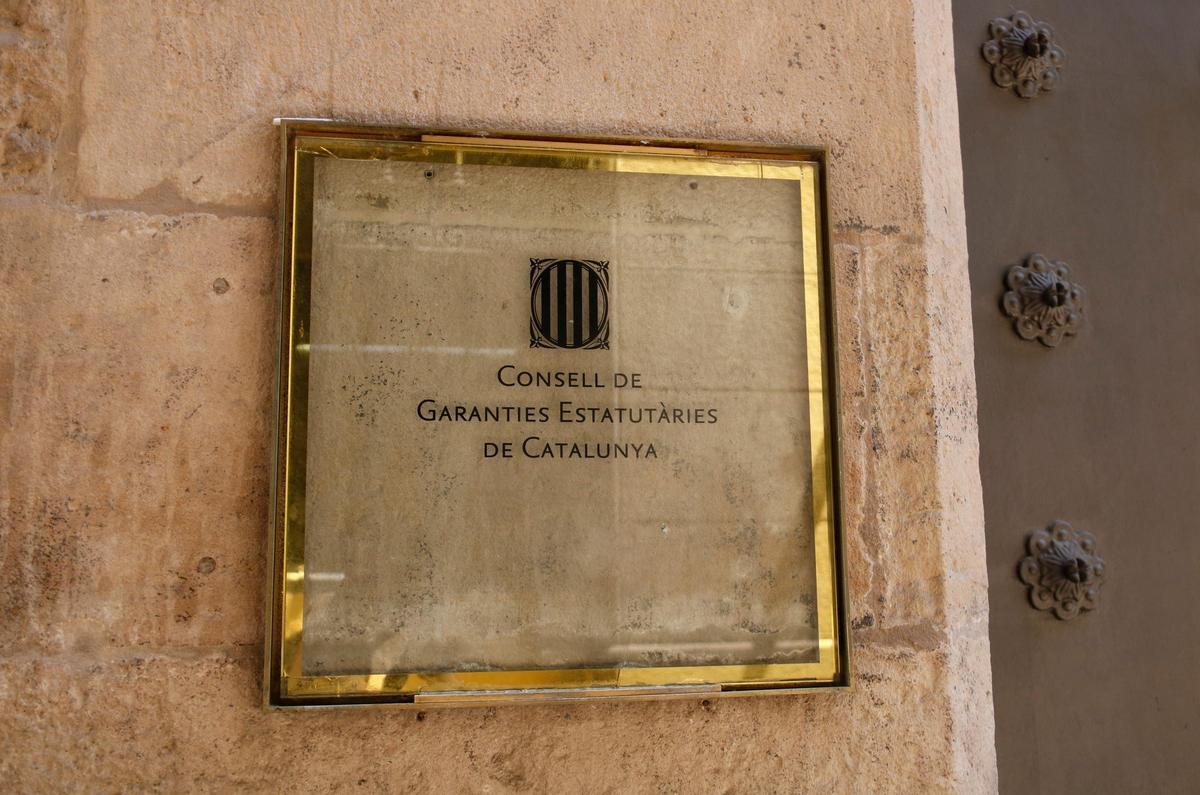 Consell de
Garanties Estatutàries
de Catalunya